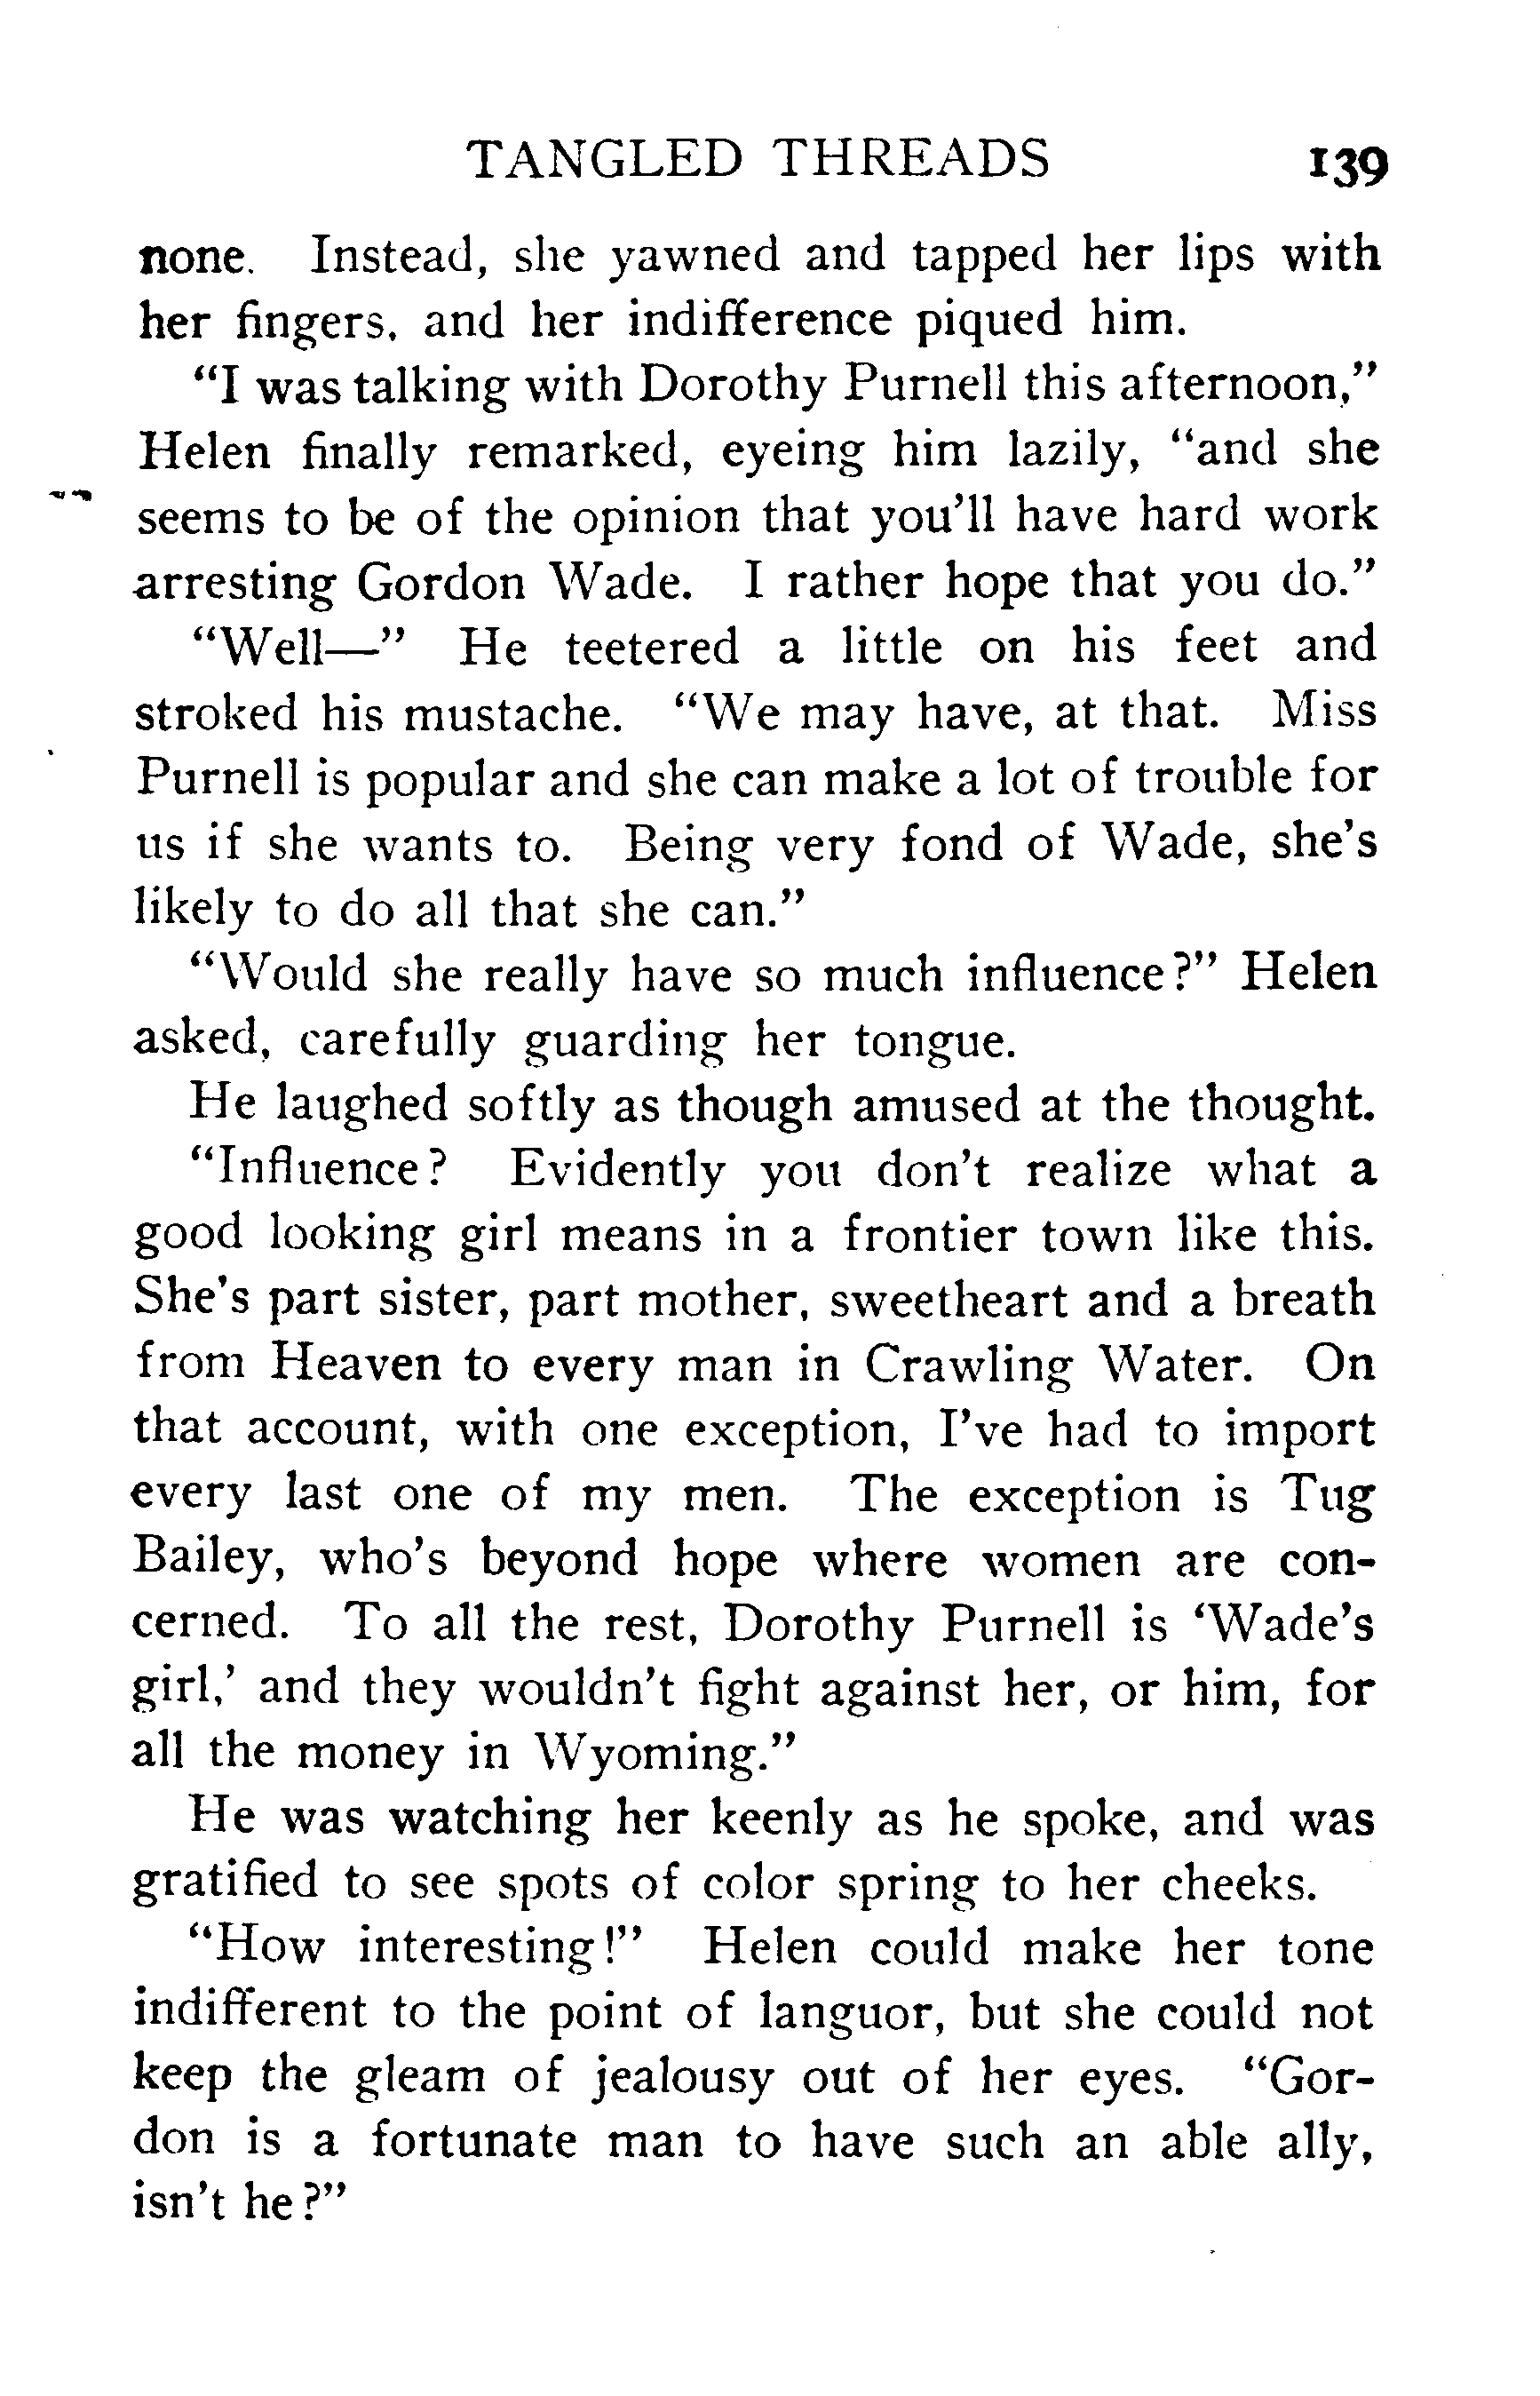 TANGLED THREADS 139
none. Instead, she yawned and tapped her lips with
her fingers, and her indifference piqued him.
"I was talking with Dorothy Purnell this afternoon,"
Helen finally remarked, eyeing him lazily, "and she
seems to be of the opinion that you'll have hard work
arresting Gordon Wade. I rather hope that you do."
"Well—" He teetered a little on his feet and
stroked his mustache. "We may have, at that. Miss
Purnell is popular and she can make a lot of trouble for
us if she wants to. Being very fond of Wade, she's
likely to do all that she can."
"Would she really have so much influence?" Helen
asked, carefully guarding her tongue.
He laughed softly as though amused at the thought.
"Influence? Evidently you don't realize what a
good looking girl means in a frontier town like this.
She's part sister, part mother, sweetheart and a breath
from Heaven to every man in Crawling Water. On
that account, with one exception, I've had to import
every last one of my men. The exception is Tug
Bailey, who's beyond hope where women are con-
cerned. To all the rest, Dorothy Purnell is 'Wade's
girl,' and they wouldn't fight against her, or him, for
all the money in Wyoming."
He was watching her keenly as he spoke, and was
gratified to see spots of color spring to her cheeks.
"How interesting!" Helen could make her tone
indifferent to the point of languor, but she could not
keep the gleam of jealousy out of her eyes. "Gor-
don is a fortunate man to have such an able ally,
isn't he?"